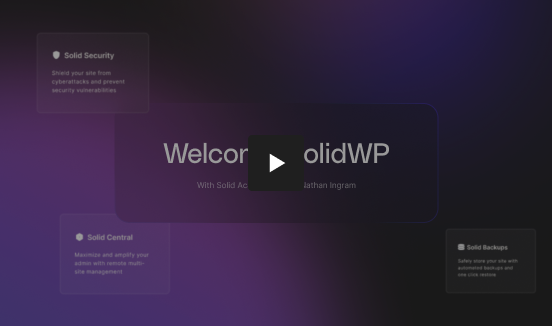 Solid Security
Shield your site from
cyberattacks and prevent
security vulnerabilities
Welcom olidWP
With Solid Ac Nathan Ingram
Solid Central
Maximize and amplify your
admin with remote multi-
site management
Solid Backups
Safely store your site with
automated backups and
one click restore